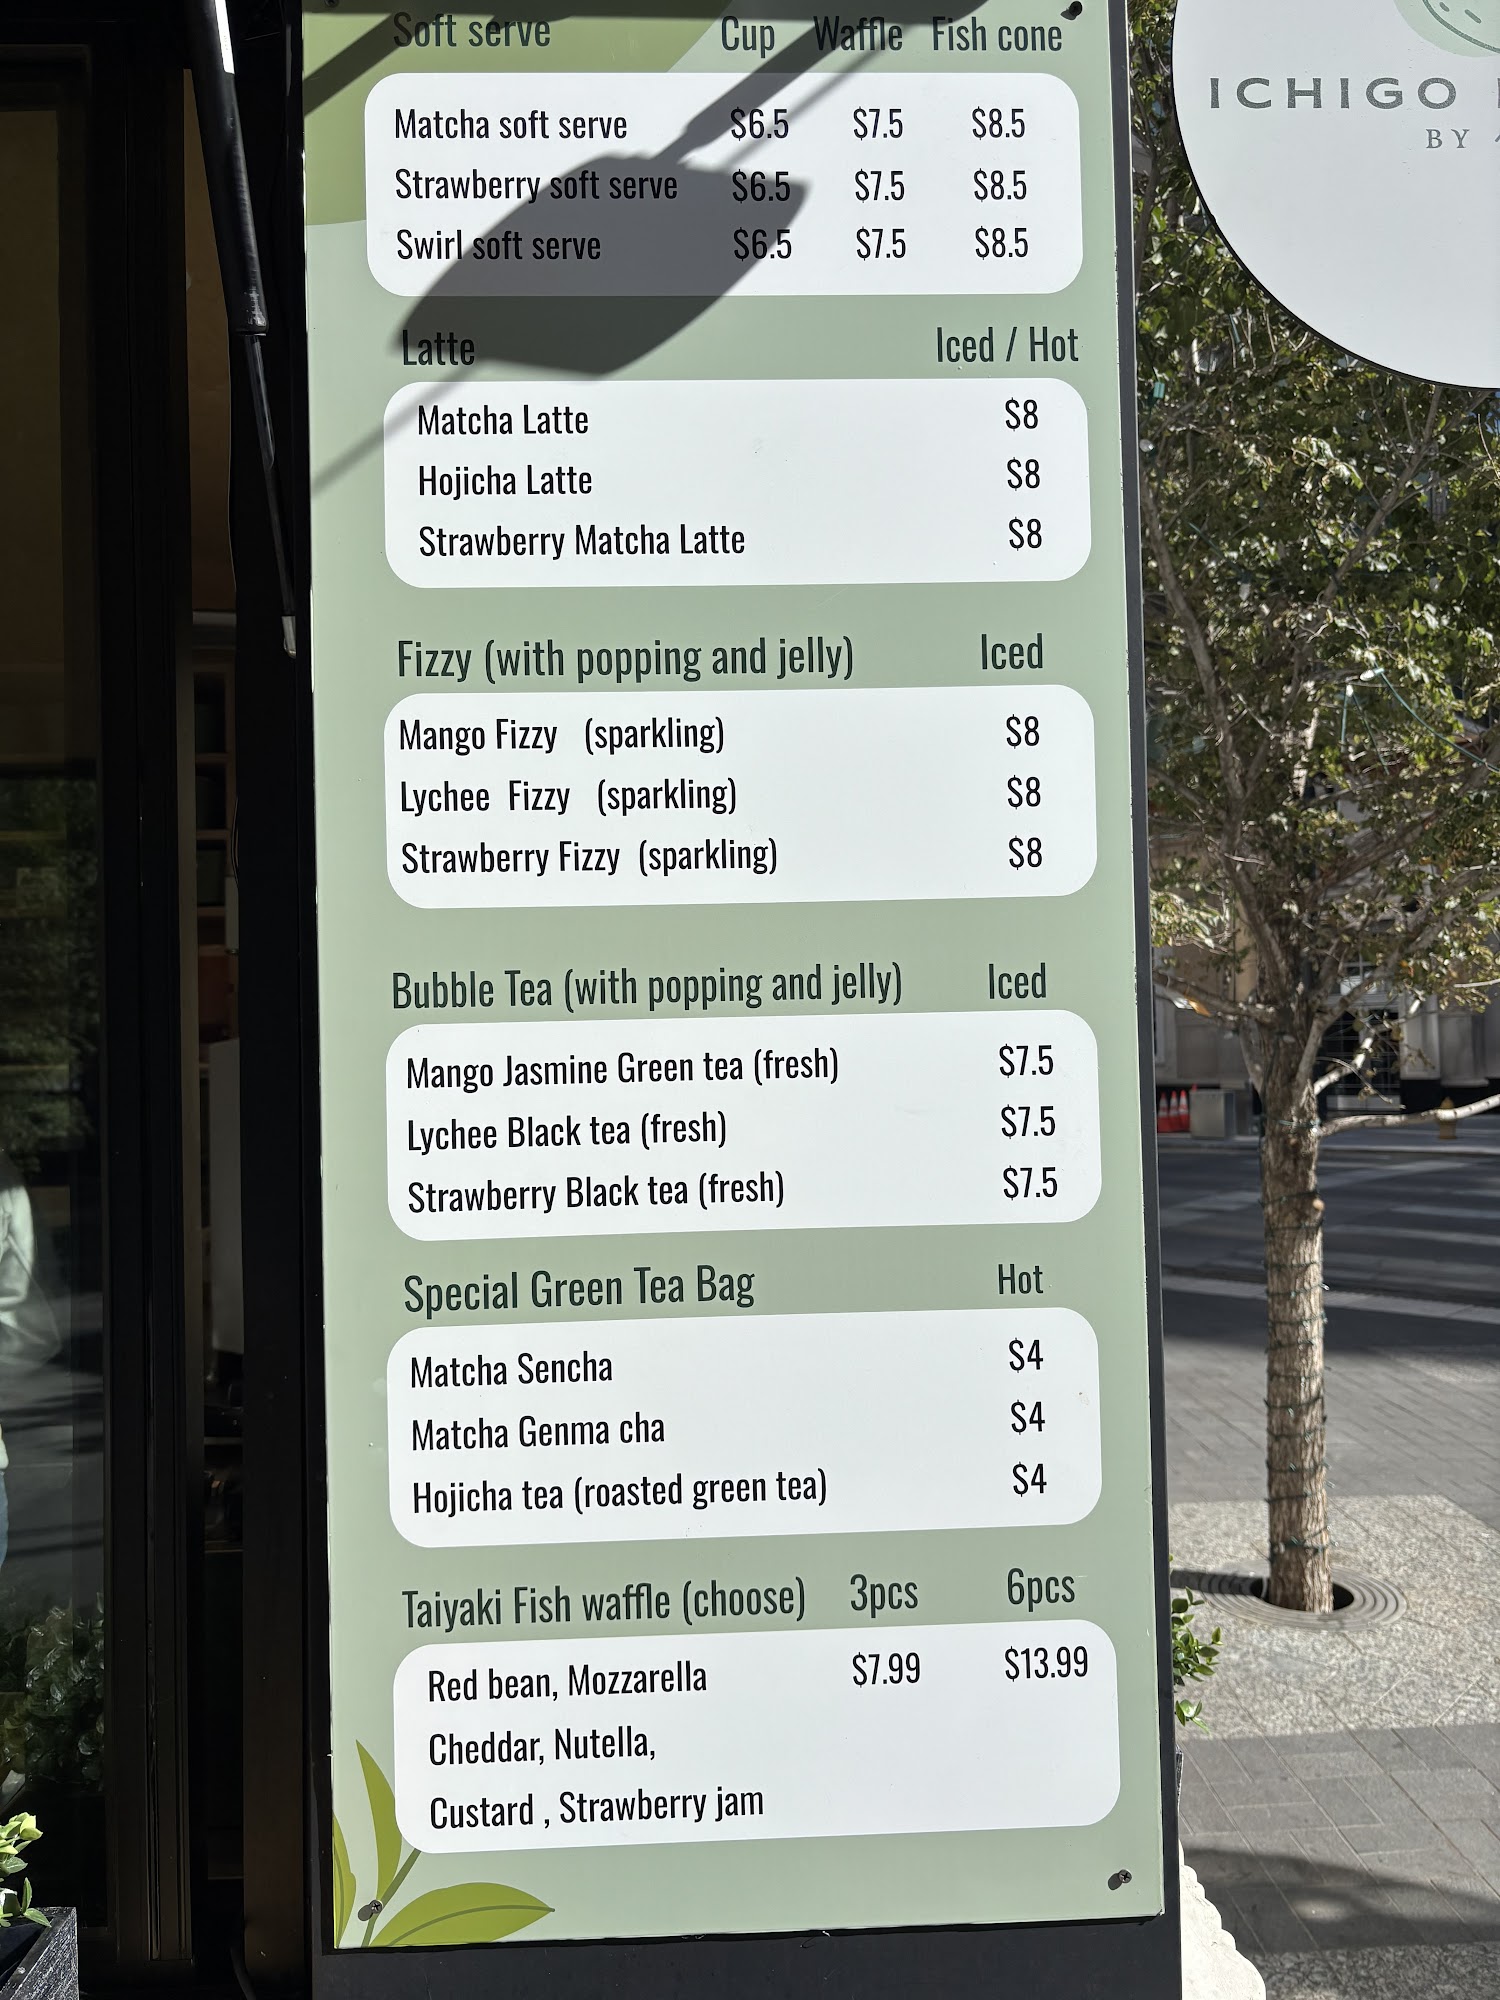 Soft serve Cup Waffle Fish cone
Matcha soft serve $6.5 $7.5 $8.5
Strawberry soft serve $6.5 $7.5 $8.5
Swirl soft serve $6.5 $7.5 $8.5
Latte Iced / Hot
Matcha Latte $8
Hojicha Latte $8
Strawberry Matcha Latte $8
Fizzy (with popping and jelly) Iced
Mango Fizzy (sparkling) $8
Lychee Fizzy (sparkling) $8
Strawberry Fizzy (sparkling) $8
Bubble Tea (with popping and jelly) Iced
Mango Jasmine Green tea (fresh) $7.5
Lychee Black tea (fresh) $7.5
Strawberry Black tea (fresh) $7.5
Special Green Tea Bag Hot
Matcha Sencha $4
Matcha Genma cha $4
Hojicha tea (roasted green tea) $4
Taiyaki Fish waffle (choose) 3pcs 6pcs
Red bean, Mozzarella $7.99 $13.99
Cheddar, Nutella,
Custard , Strawberry jam
ICHIGO
BY